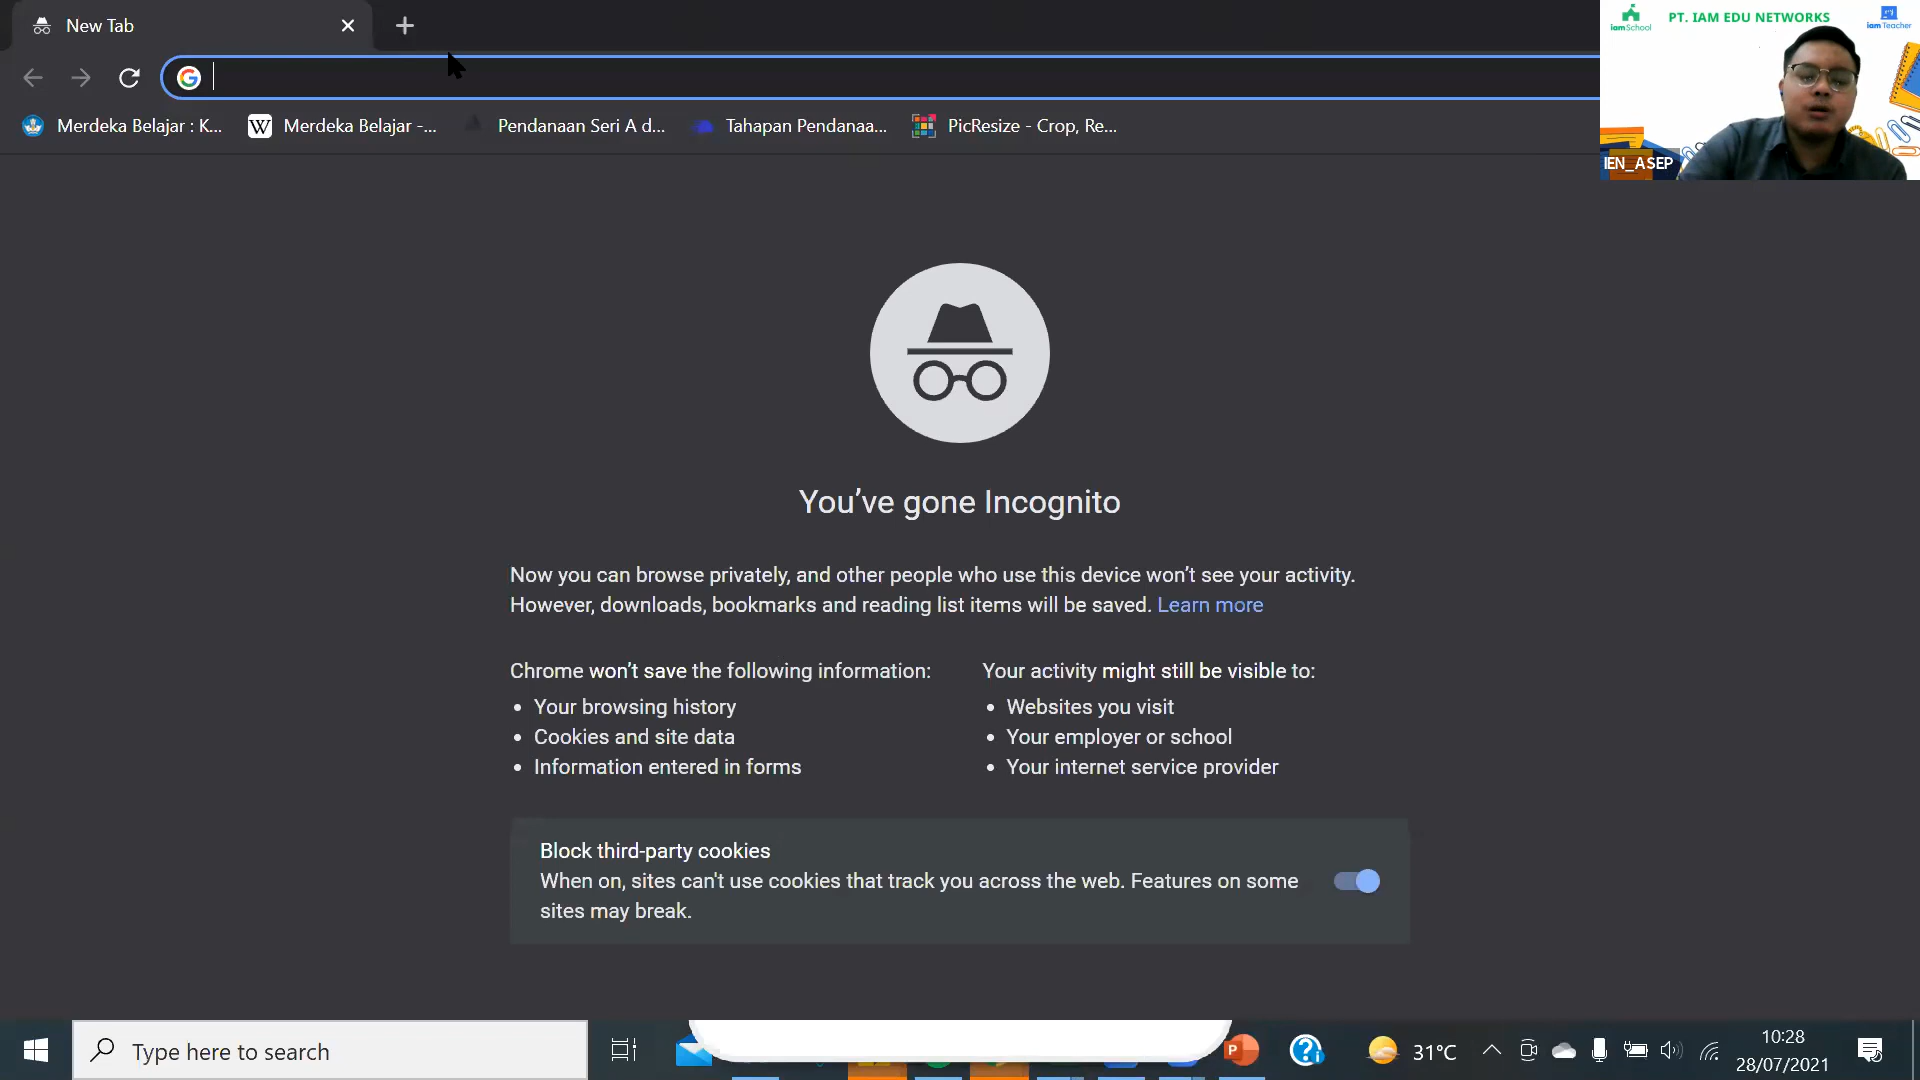 New Tab
Merdeka Belajar : K...
W
Merdeka Belajar -...
Pendanaan Seri A d...
Tahapan Pendanaa...
PicResize - Crop, Re...
iamSchool
PT. IAM EDU NETWORKS
iam Teacher
IEN_ASEP
You've gone Incognito
Now you can browse privately, and other people who use this device won't see your activity.
However, downloads, bookmarks and reading list items will be saved. Learn more
Chrome won't save the following information:
Your browsing history
Cookies and site data
Information entered in forms
Your activity might still be visible to:
Websites you visit
Your employer or school
Your internet service provider
Block third-party cookies
When on, sites can't use cookies that track you across the web. Features on some
sites may break.
Type here to search
P
31°C
10:28
28/07/2021